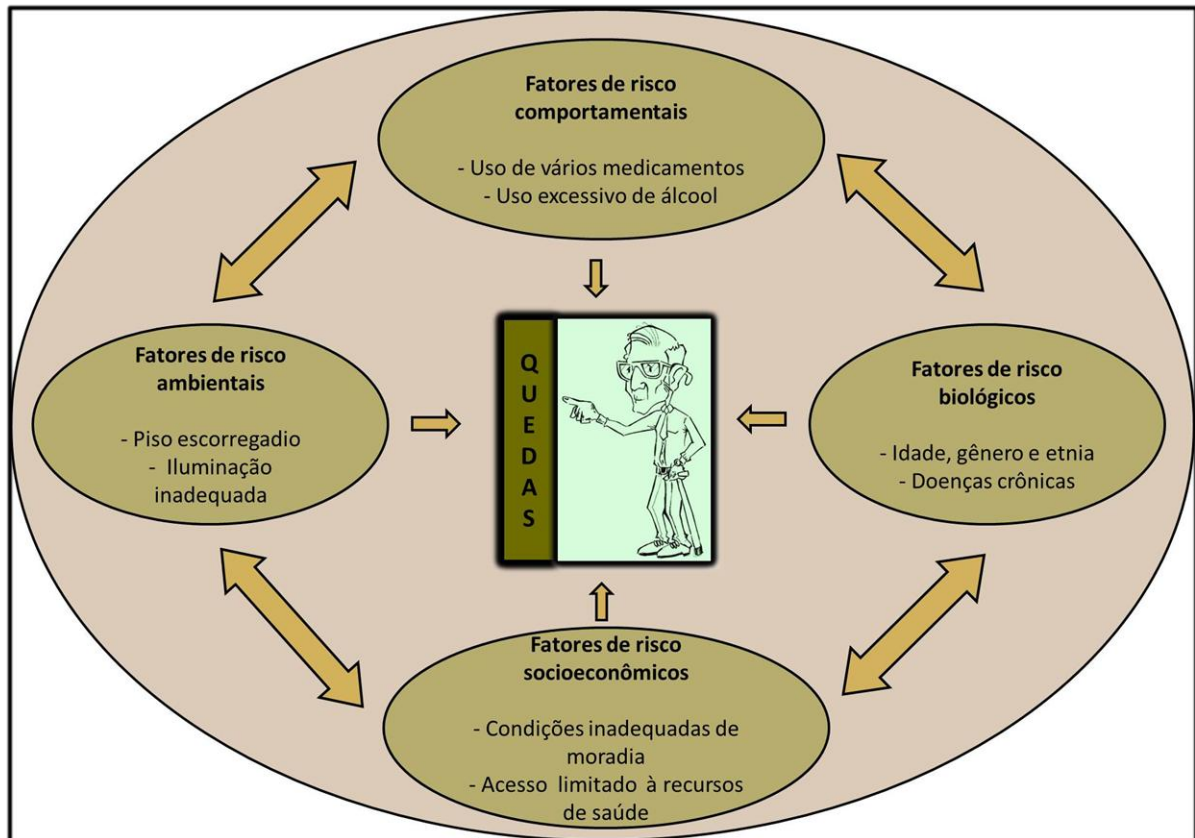 Fatores de risco
comportamentais
- Uso de vários medicamentos
- Uso excessivo de álcool
Fatores de risco
ambientais
- Piso escorregadio
- Iluminação
inadequada
QUEDAS
Fatores de risco
biológicos
- Idade, gênero e etnia
- Doenças crônicas
Fatores de risco
socioeconômicos
- Condições inadequadas de
moradia
- Acesso limitado à recursos
de saúde